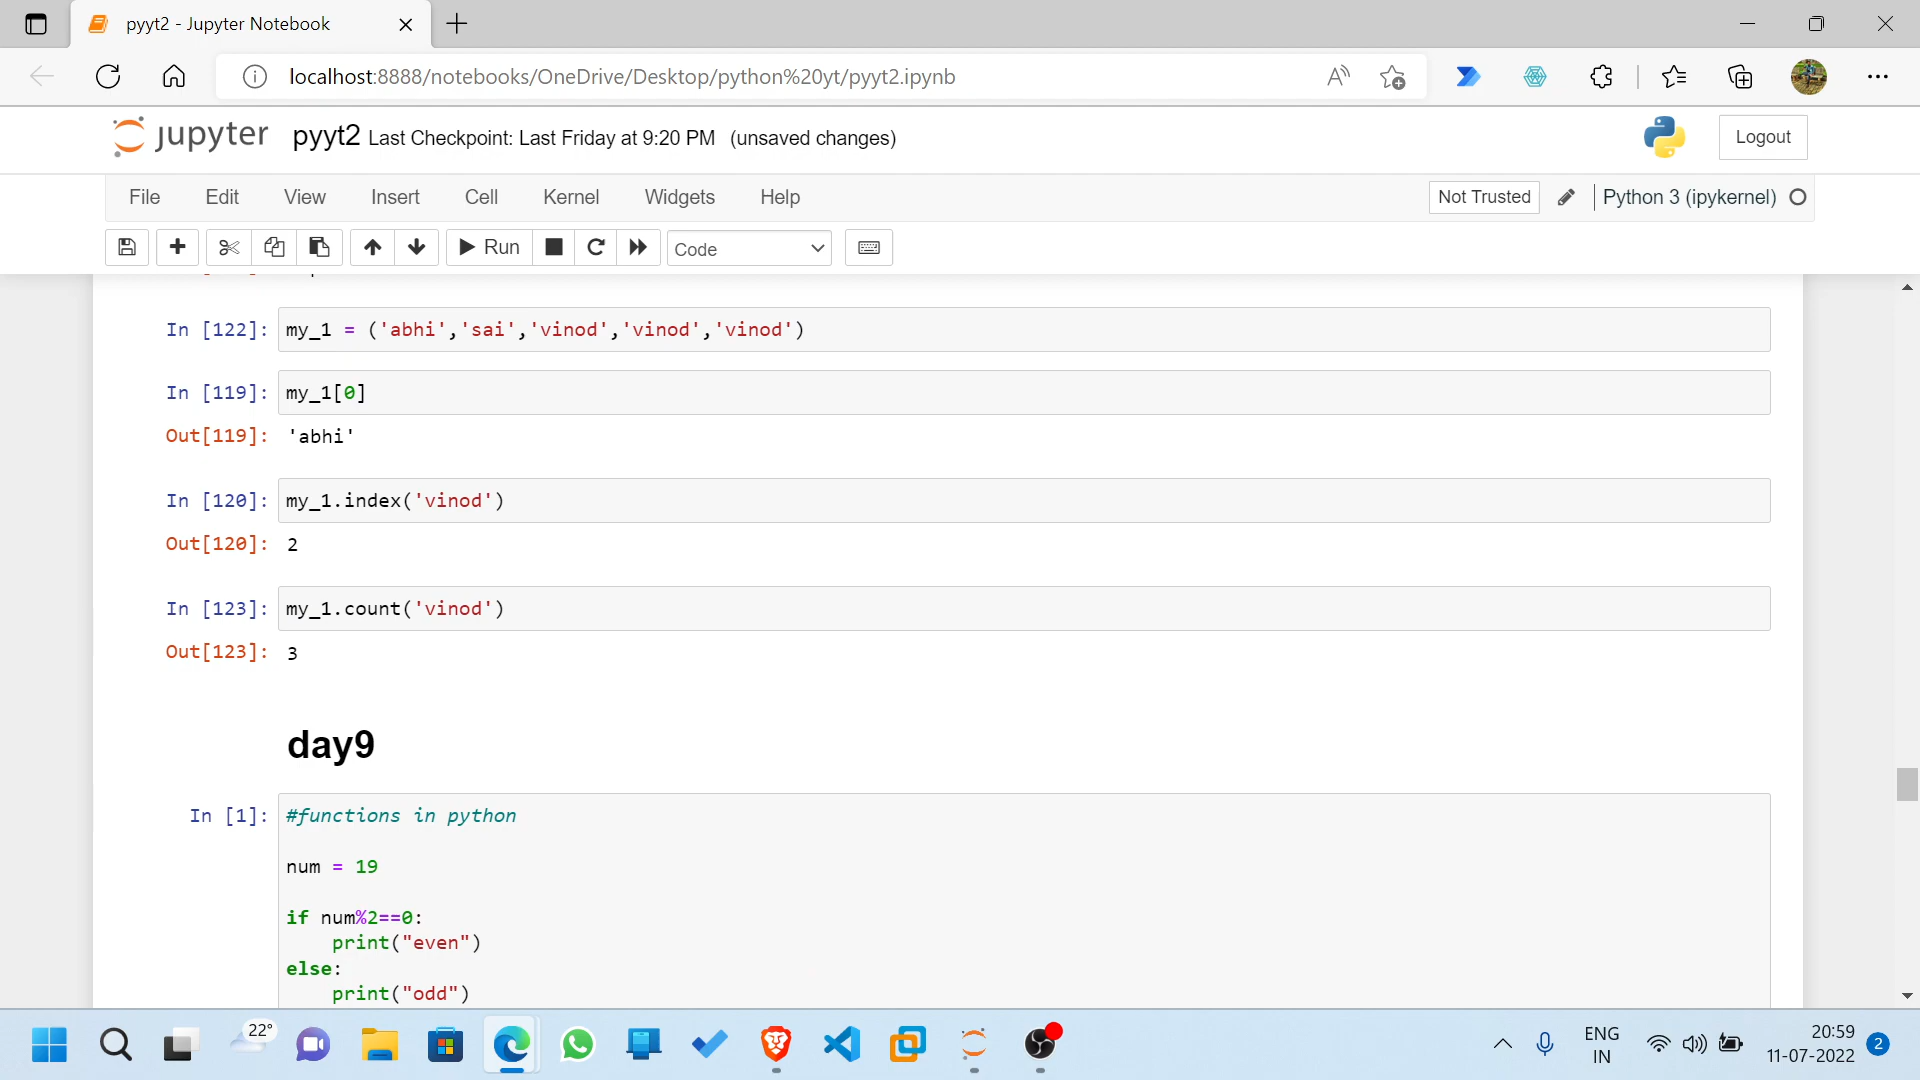 pyyt2 - Jupyter Notebook
localhost:8888/notebooks/OneDrive/Desktop/python%20yt/pyyt2.ipynb
jupyter pyyt2 Last Checkpoint: Last Friday at 9:20 PM (unsaved changes)
Logout
File Edit View Insert Cell Kernel Widgets Help
Not Trusted Python 3 (ipykernel)
Run Code
In [122]: my_1 = ('abhi','sai','vinod','vinod','vinod')
In [119]: my_1[0]
Out[119]: 'abhi'
In [120]: my_1.index('vinod')
Out[120]: 2
In [123]: my_1.count('vinod')
Out[123]: 3
day9
In [1]: #functions in python
num = 19
if num%2==0:
print("even")
else:
print("odd")
22°
ENG
IN
20:59
11-07-2022
2